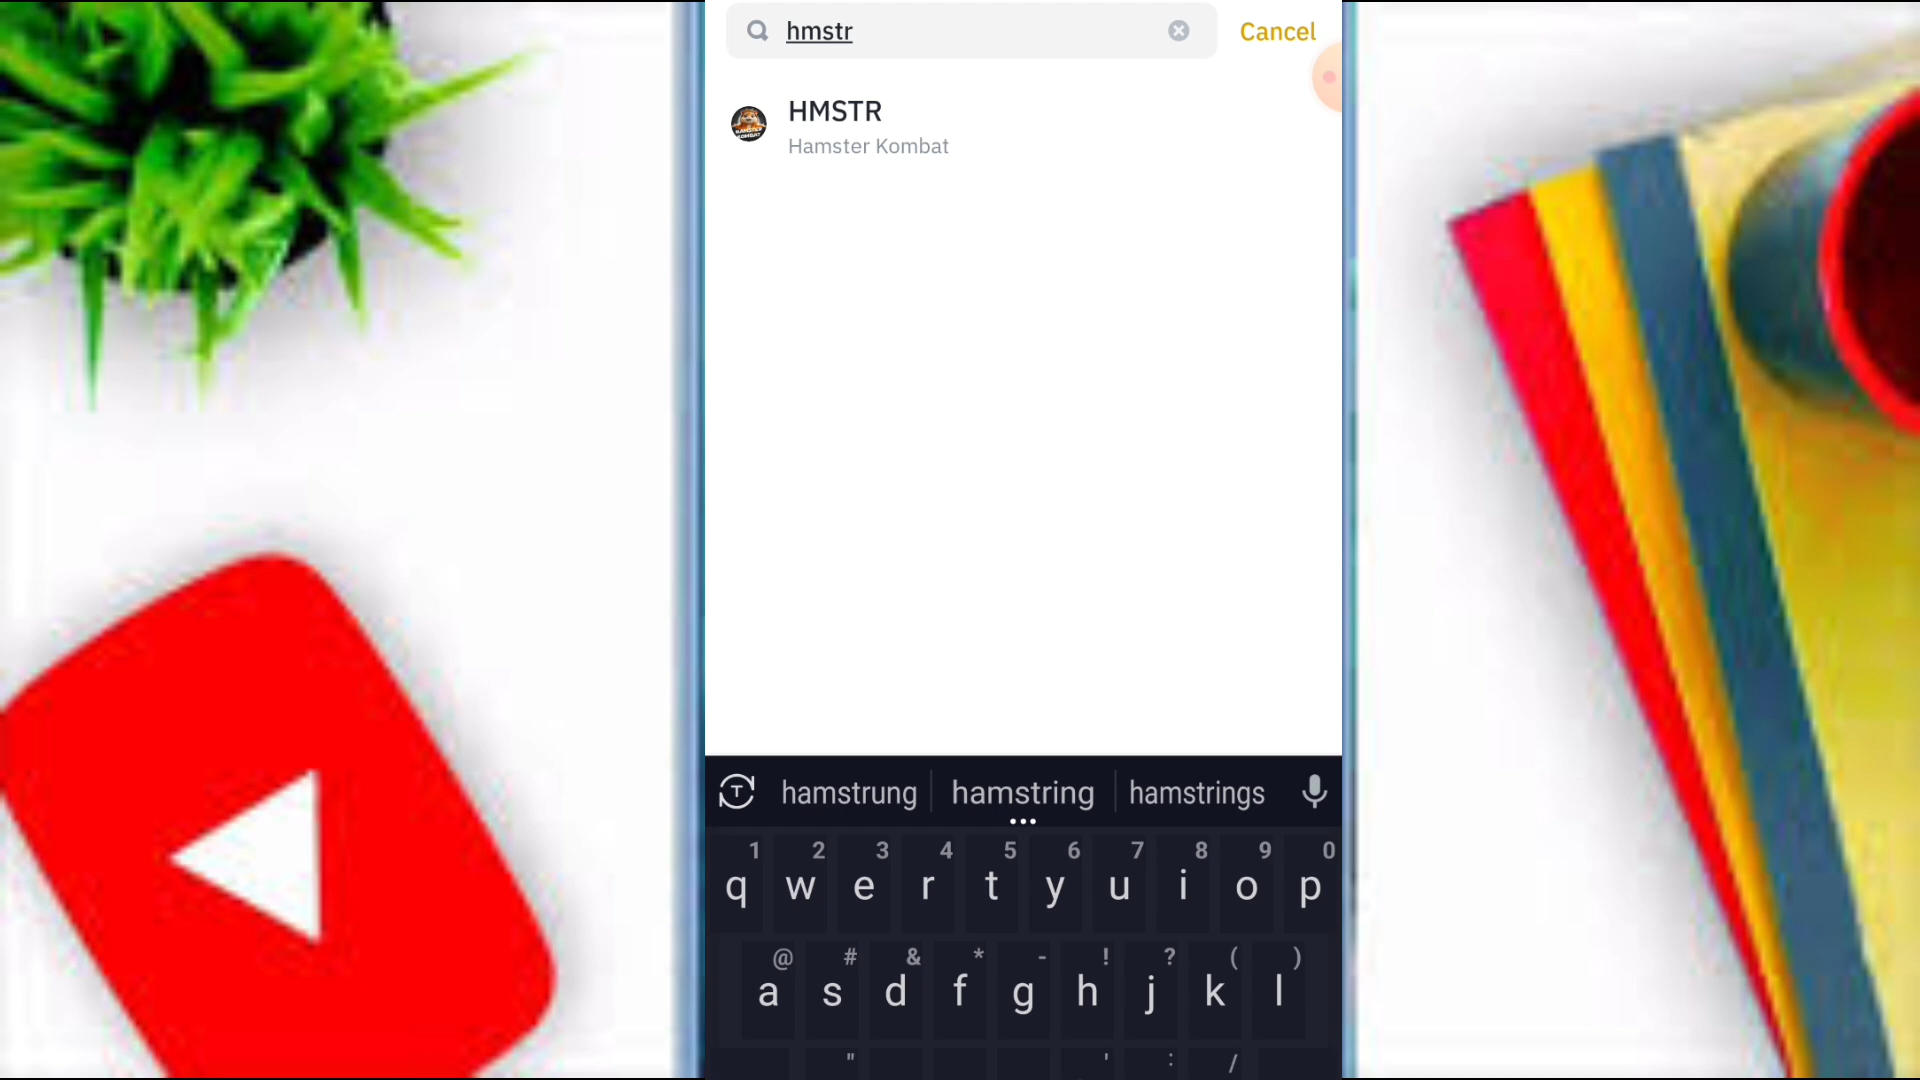 hmstr
Cancel
HMSTR
Hamster Kombat
T
hamstrung hamstring hamstrings
1 2 3 4 5 6 7 8 9 0
q w e r t y u i o p
@ # & * - ! ? ( )
a s d f g h j k l
" ' : /